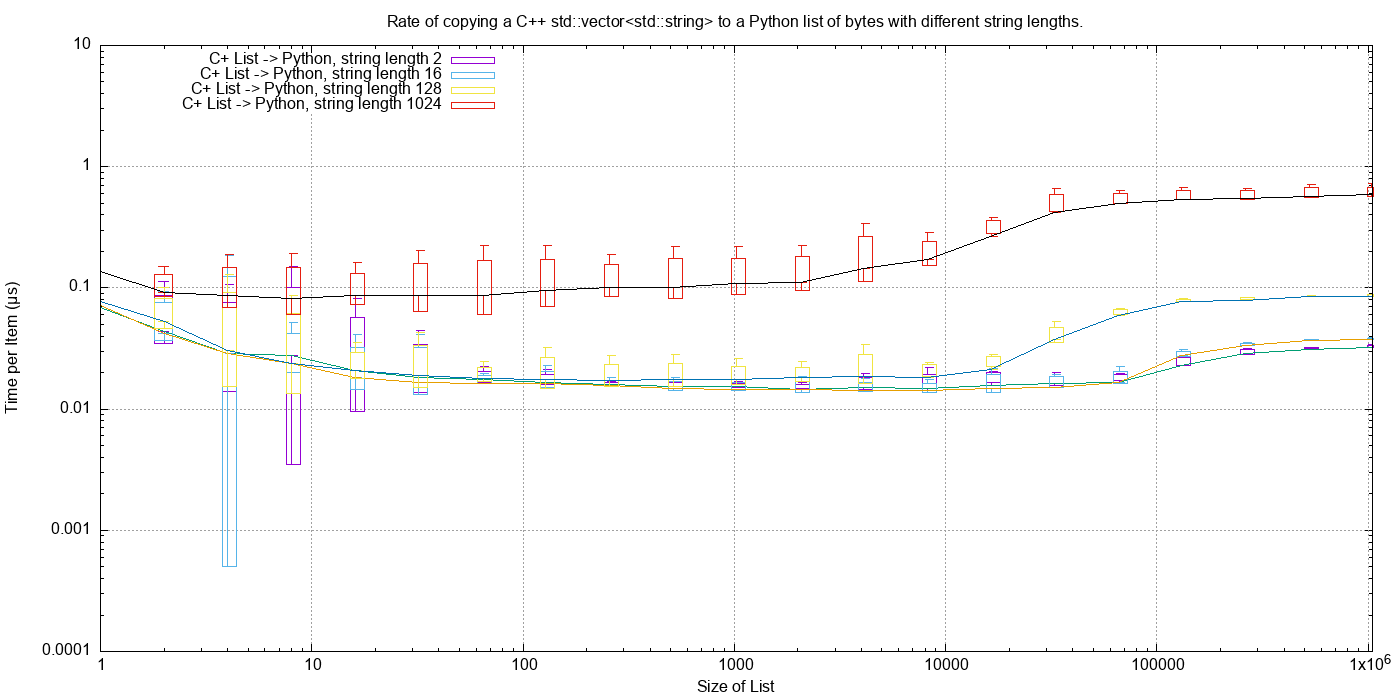 Rate of copying a C++ std::vector<std::string> to a Python list of bytes with different string lengths.
10
C+ List -> Python, string length 2
C+ List -> Python, string length 16
C+ List -> Python, string length 128
C+ List -> Python, string length 1024
1
0.1
Time per Item (µs)
0.01
0.001
0.0001
1 10 100 1000 10000 100000 1x10⁶
Size of List